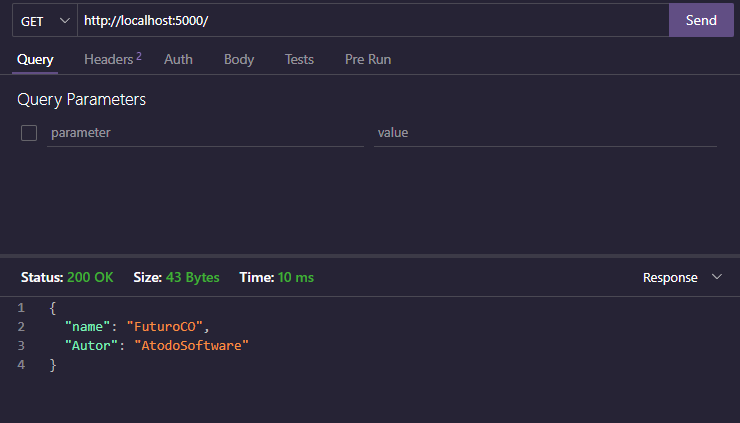 GET http://localhost:5000/ Send
Query Headers 2 Auth Body Tests Pre Run
Query Parameters
parameter value
Status: 200 OK Size: 43 Bytes Time: 10 ms Response
1 {
2 "name": "FuturoCO",
3 "Autor": "AtodoSoftware"
4 }